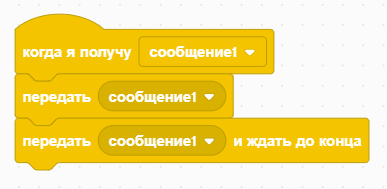 когда я получу сообщение1
передать сообщение1
передать сообщение1 и ждать до конца